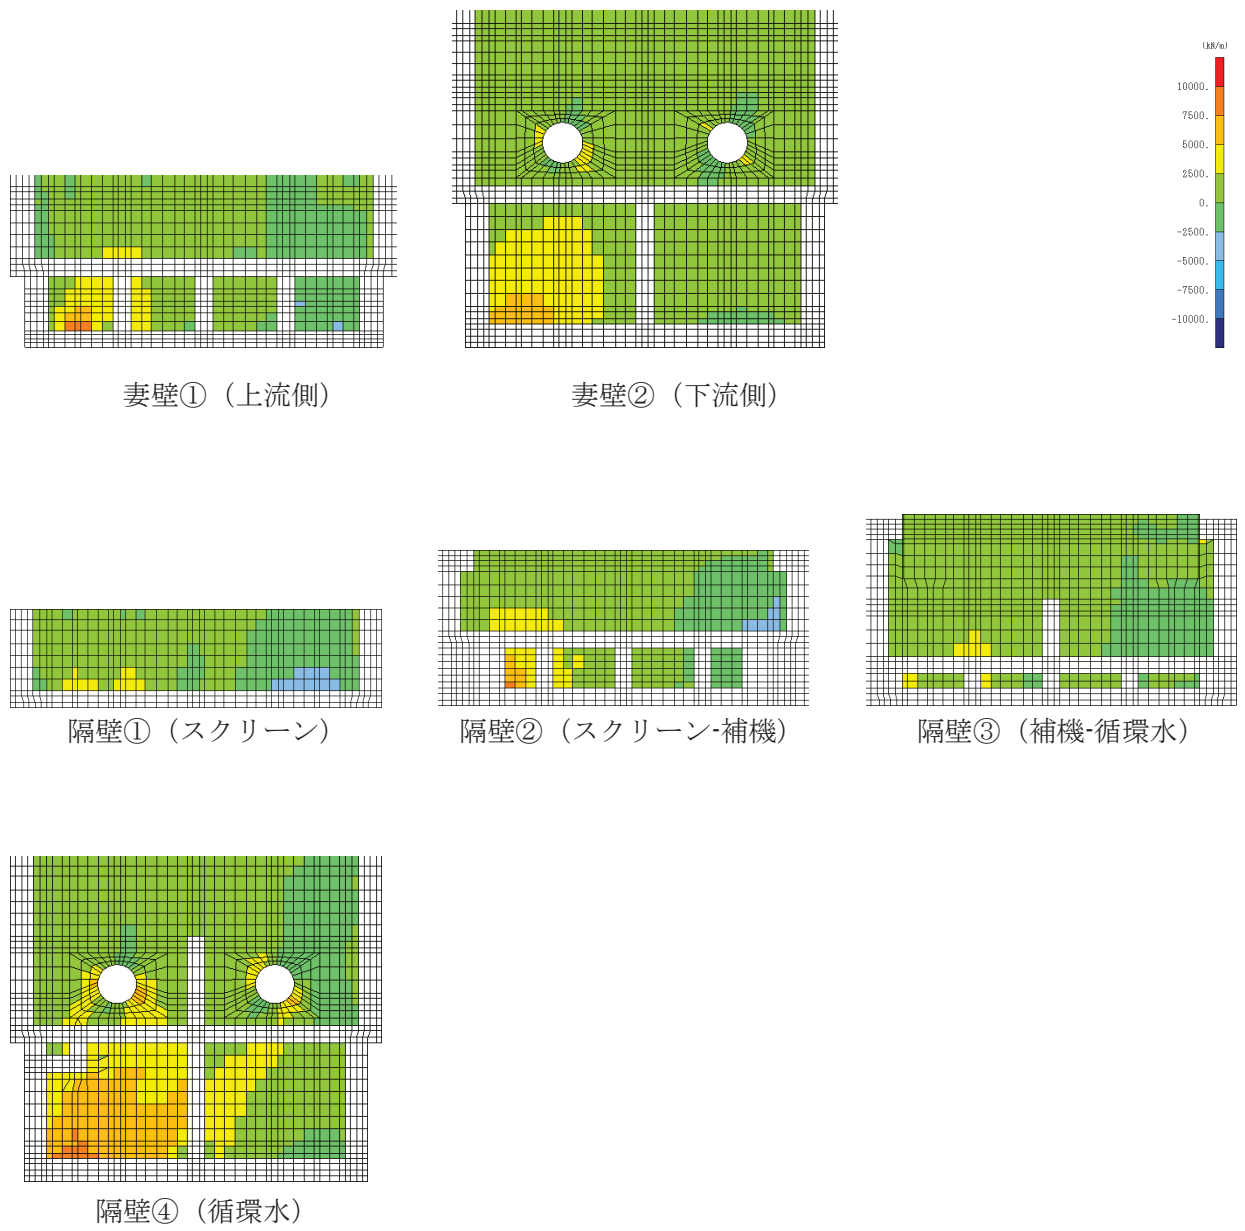 (kN/m)
10000.
7500.
5000.
2500.
0.
-2500.
-5000.
-7500.
-10000.
妻壁①（上流側）
妻壁②（下流側）
隔壁①（スクリーン）
隔壁②（スクリーン-補機）
隔壁③（補機-循環水）
隔壁④（循環水）